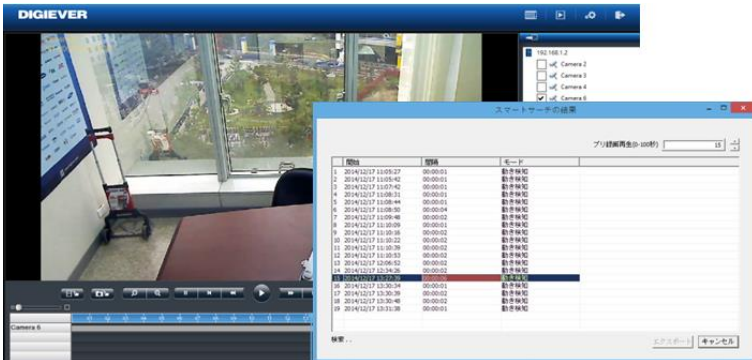 DIGIEVER
192.168.1.2
Camera 2
Camera 3
Camera 4
Camera 6
スマートサーチの結果
プリ録画再生(0-100秒) 15
開始 間隔 モード
1 2014/12/17 11:05:27 00:00:01 動き検知
2 2014/12/17 11:05:42 00:00:01 動き検知
3 2014/12/17 11:07:42 00:00:01 動き検知
4 2014/12/17 11:08:31 00:00:01 動き検知
5 2014/12/17 11:08:44 00:00:01 動き検知
6 2014/12/17 11:08:50 00:00:04 動き検知
7 2014/12/17 11:09:48 00:00:02 動き検知
8 2014/12/17 11:10:09 00:00:01 動き検知
9 2014/12/17 11:10:16 00:00:01 動き検知
10 2014/12/17 11:10:22 00:00:02 動き検知
11 2014/12/17 11:10:39 00:00:02 動き検知
12 2014/12/17 11:10:53 00:00:02 動き検知
13 2014/12/17 12:06:52 00:00:02 動き検知
14 2014/12/17 12:34:26 00:00:02 動き検知
15 2014/12/17 13:27:39 00:00:06 動き検知
16 2014/12/17 13:30:34 00:00:01 動き検知
17 2014/12/17 13:30:39 00:00:02 動き検知
18 2014/12/17 13:30:48 00:00:02 動き検知
19 2014/12/17 13:31:38 00:00:01 動き検知
Camera 6
検索 . .
エクスポート キャンセル